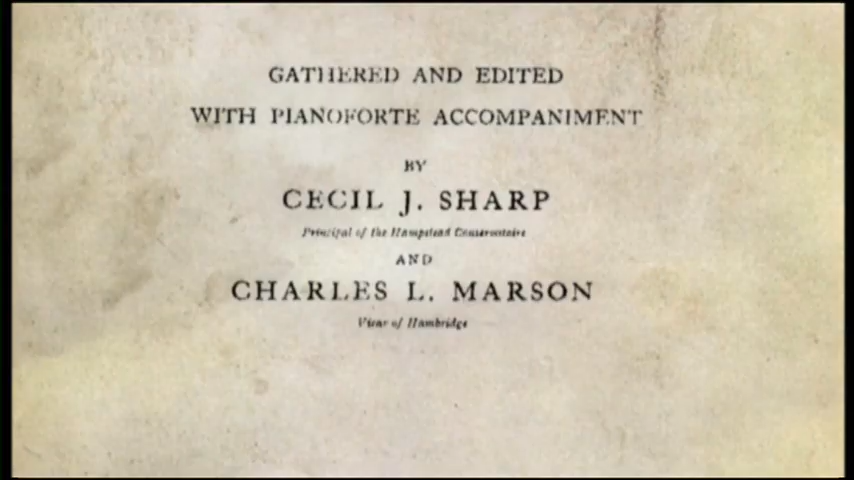 GATHERED AND EDITED
WITH PIANOFORTE ACCOMPANIMENT
BY
CECIL J. SHARP
Principal of the Hampstead Conservatoire
AND
CHARLES L. MARSON
Vicar of Hambridge